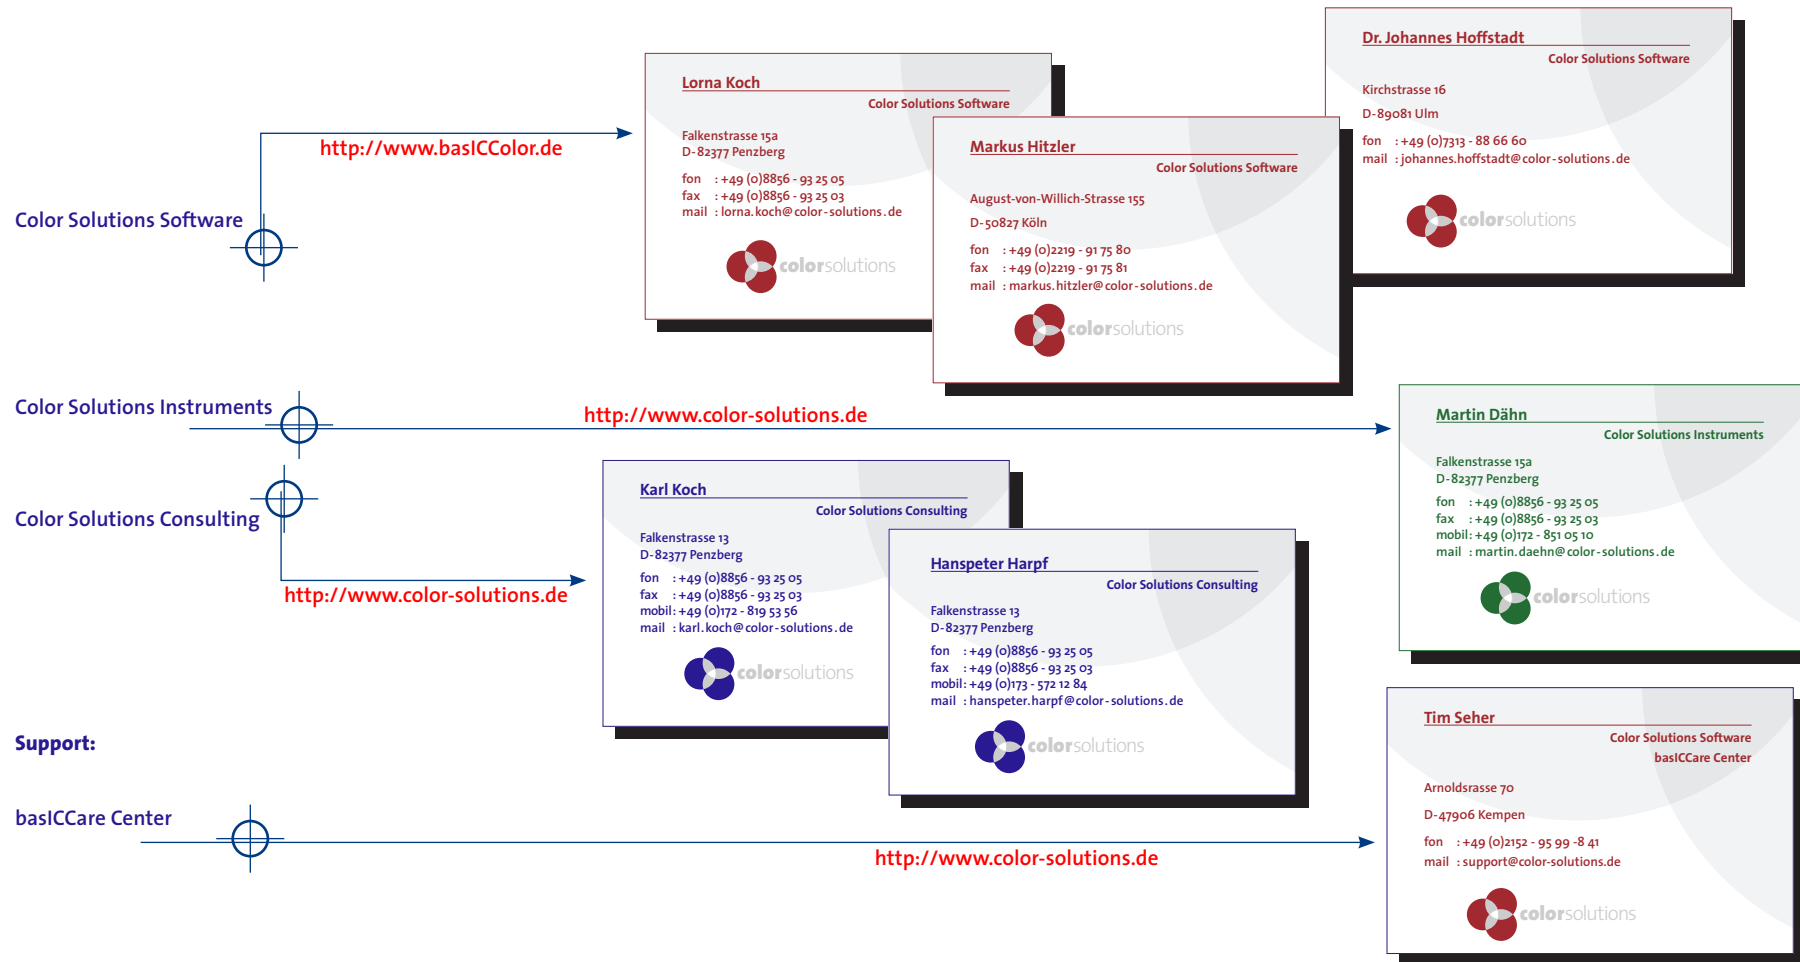 Color Solutions Software
http://www.basICColor.de
Lorna Koch
Color Solutions Software
Falkenstrasse 15a
D-82377 Penzberg
fon : +49 (0)8856 - 93 25 05
fax : +49 (0)8856 - 93 25 03
mail : lorna.koch@color-solutions.de
colorsolutions
Markus Hitzler
Color Solutions Software
August-von-Willich-Strasse 155
D-50827 Köln
fon : +49 (0)2219 - 91 75 80
fax : +49 (0)2219 - 91 75 81
mail : markus.hitzler@color-solutions.de
colorsolutions
Dr. Johannes Hoffstadt
Color Solutions Software
Kirchstrasse 16
D-89081 Ulm
fon : +49 (0)7313 - 88 66 60
mail : johannes.hoffstadt@color-solutions.de
colorsolutions
Color Solutions Instruments
http://www.color-solutions.de
Martin Dähn
Color Solutions Instruments
Falkenstrasse 15a
D-82377 Penzberg
fon : +49 (0)8856 - 93 25 05
fax : +49 (0)8856 - 93 25 03
mobil: +49 (0)172 - 851 05 10
mail : martin.daehn@color-solutions.de
colorsolutions
Color Solutions Consulting
http://www.color-solutions.de
Karl Koch
Color Solutions Consulting
Falkenstrasse 13
D-82377 Penzberg
fon : +49 (0)8856 - 93 25 05
fax : +49 (0)8856 - 93 25 03
mobil: +49 (0)172 - 819 53 56
mail : karl.koch@color-solutions.de
colorsolutions
Hanspeter Harpf
Color Solutions Consulting
Falkenstrasse 13
D-82377 Penzberg
fon : +49 (0)8856 - 93 25 05
fax : +49 (0)8856 - 93 25 03
mobil: +49 (0)173 - 572 12 84
mail : hanspeter.harpf@color-solutions.de
colorsolutions
Support:
basICCare Center
http://www.color-solutions.de
Tim Seher
Color Solutions Software
basICCare Center
Arnoldsrasse 70
D-47906 Kempen
fon : +49 (0)2152 - 95 99 -8 41
mail : support@color-solutions.de
colorsolutions